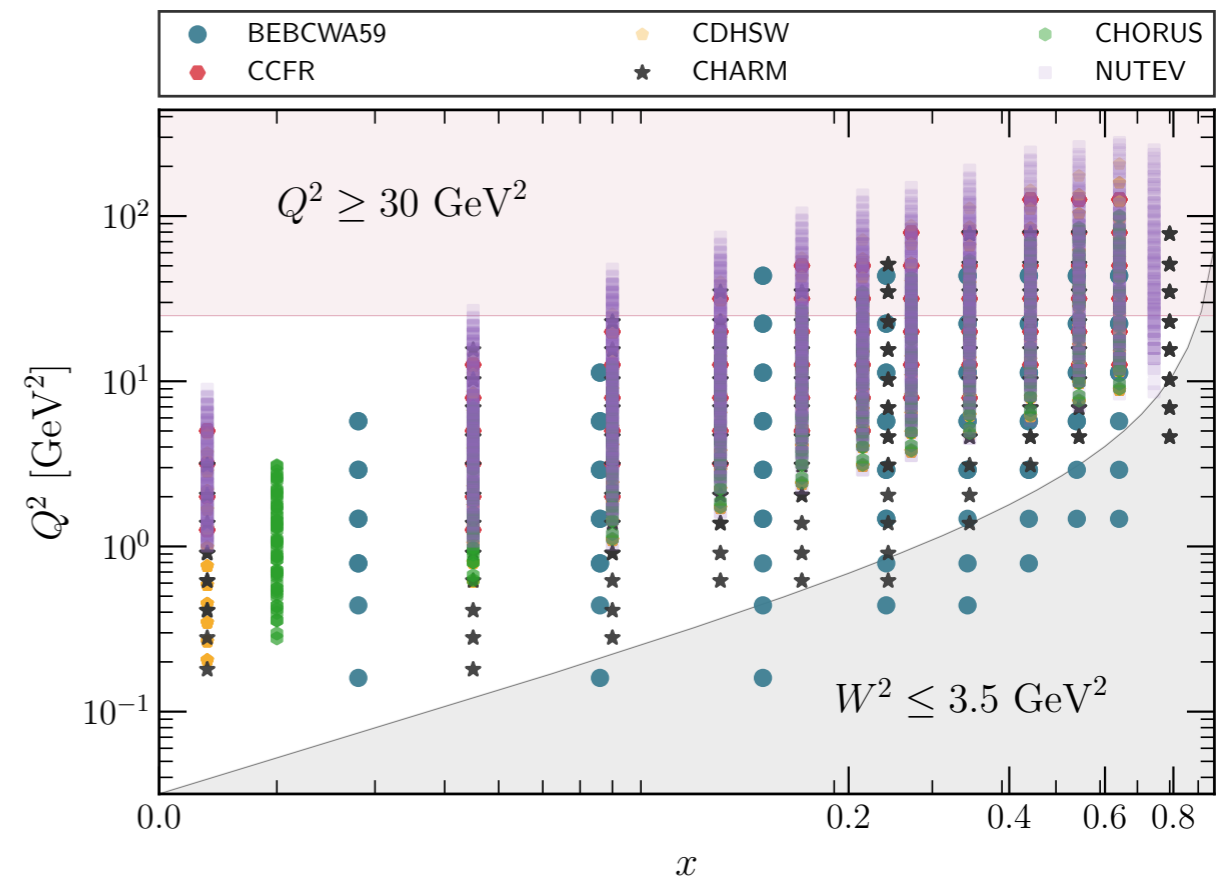 BEBCWA59 CDHSW CHORUS
CCFR CHARM NUTEV
Q² ≥ 30 GeV²
10²
10¹
10⁰
10⁻¹
Q² [GeV²]
W² ≤ 3.5 GeV²
0.0 0.2 0.4 0.6 0.8
x